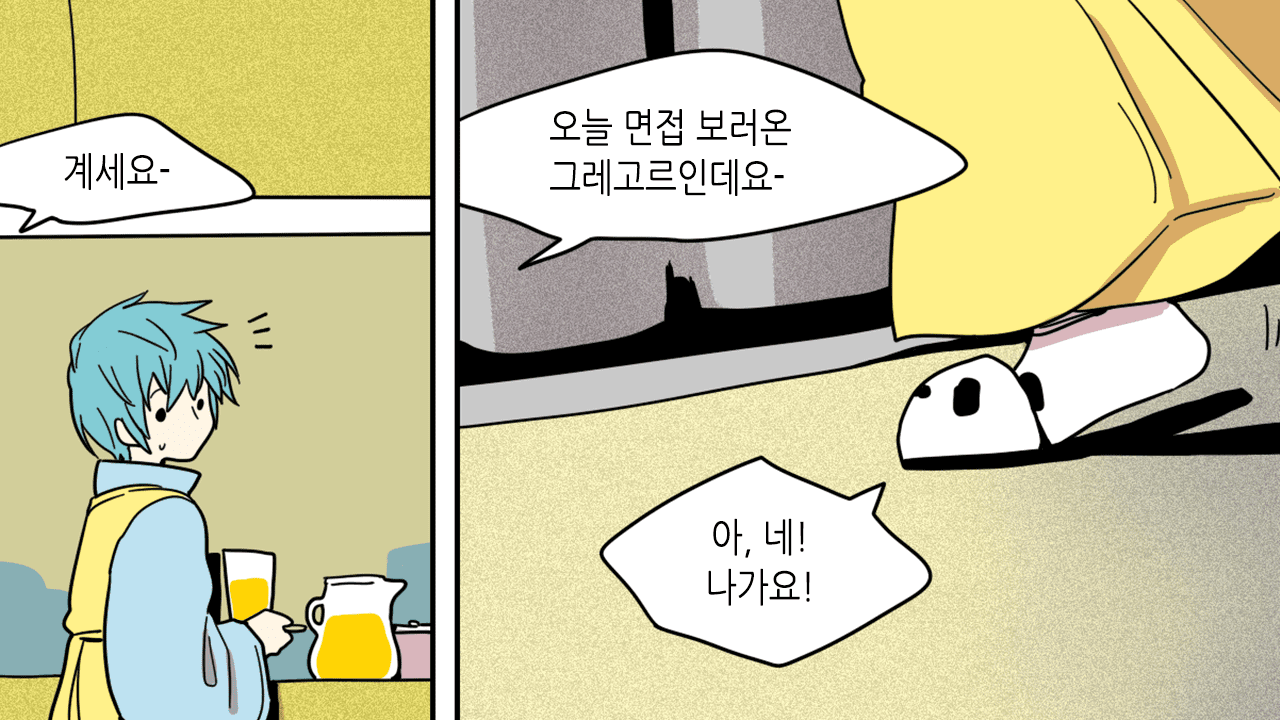 계세요-
오늘 면접 보러온
그레고르인데요-
아, 네!
나가요!